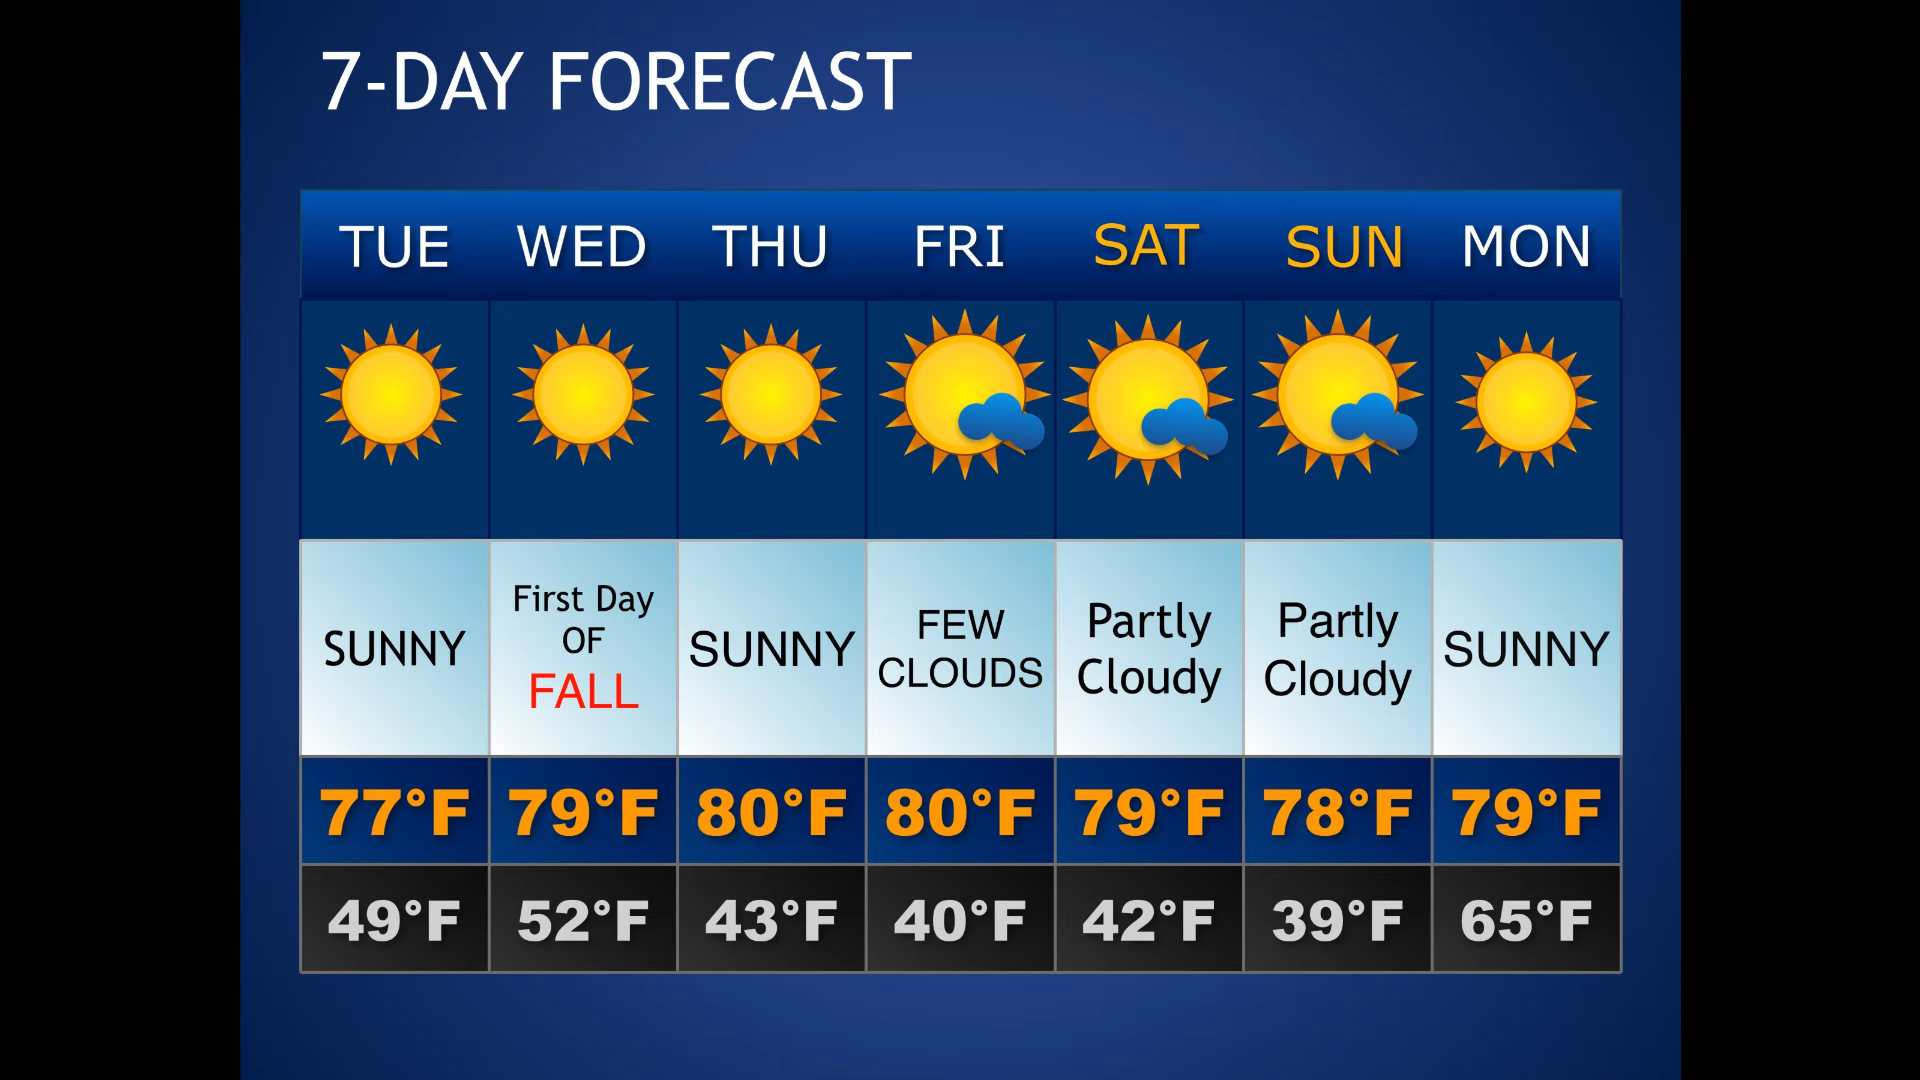 7-DAY FORECAST
TUE WED THU FRI SAT SUN MON
SUNNY
First Day
OF
FALL
SUNNY
FEW
CLOUDS
Partly
Cloudy
Partly
Cloudy
SUNNY
77°F 79°F 80°F 80°F 79°F 78°F 79°F
49°F 52°F 43°F 40°F 42°F 39°F 65°F